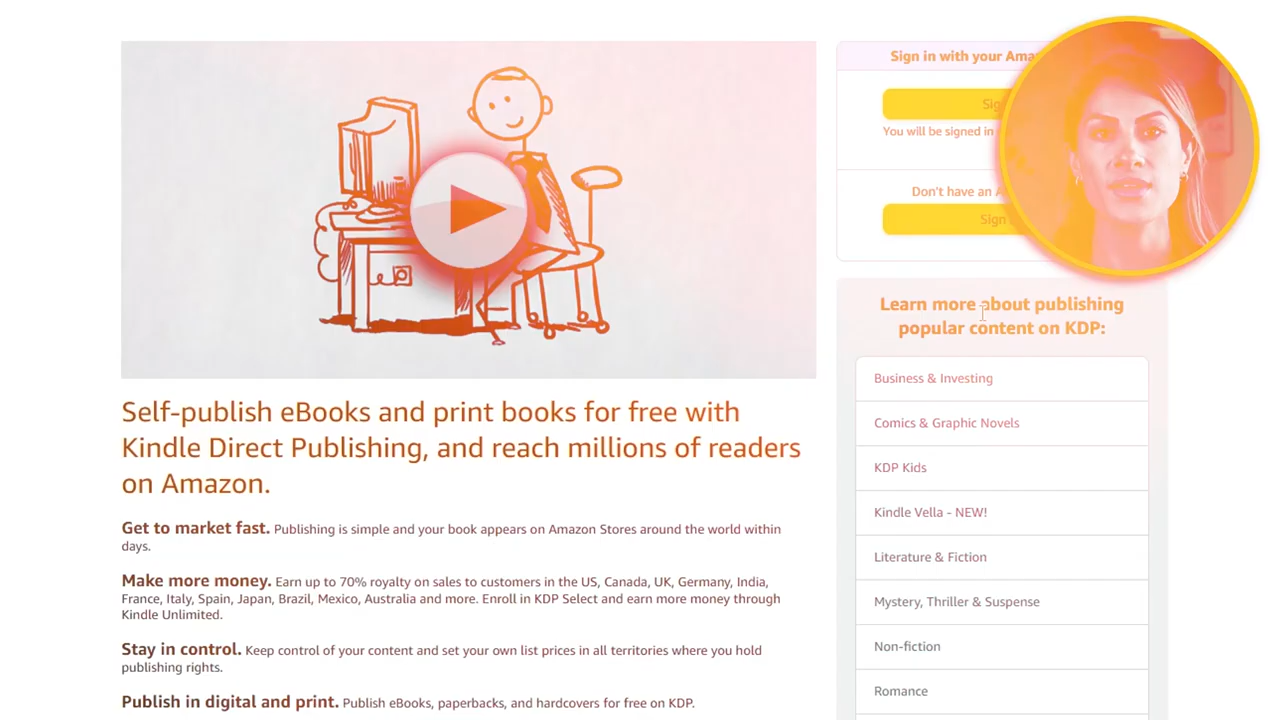 Sign in with your
You will be signed in
Don't have an
Sign
Learn more about publishing
popular content on KDP:
Business & Investing
Comics & Graphic Novels
KDP Kids
Kindle Vella - NEW!
Literature & Fiction
Mystery, Thriller & Suspense
Non-fiction
Romance
Self-publish eBooks and print books for free with
Kindle Direct Publishing, and reach millions of readers
on Amazon.
Get to market fast. Publishing is simple and your book appears on Amazon Stores around the world within
days.
Make more money. Earn up to 70% royalty on sales to customers in the US, Canada, UK, Germany, India,
France, Italy, Spain, Japan, Brazil, Mexico, Australia and more. Enroll in KDP Select and earn more money through
Kindle Unlimited.
Stay in control. Keep control of your content and set your own list prices in all territories where you hold
publishing rights.
Publish in digital and print. Publish eBooks, paperbacks, and hardcovers for free on KDP.